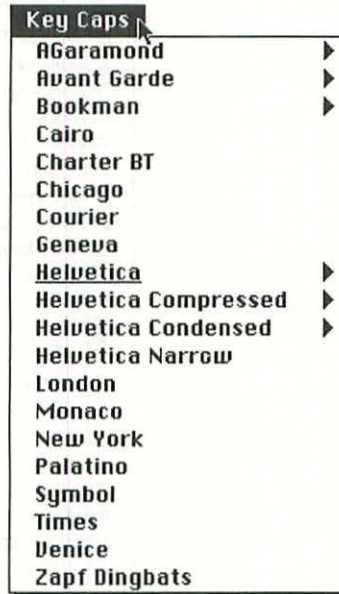 Key Caps
AGaramond
Avant Garde
Bookman
Cairo
Charter BT
Chicago
Courier
Geneva
Helvetica
Helvetica Compressed
Helvetica Condensed
Helvetica Narrow
London
Monaco
New York
Palatino
Symbol
Times
Venice
Zapf Dingbats